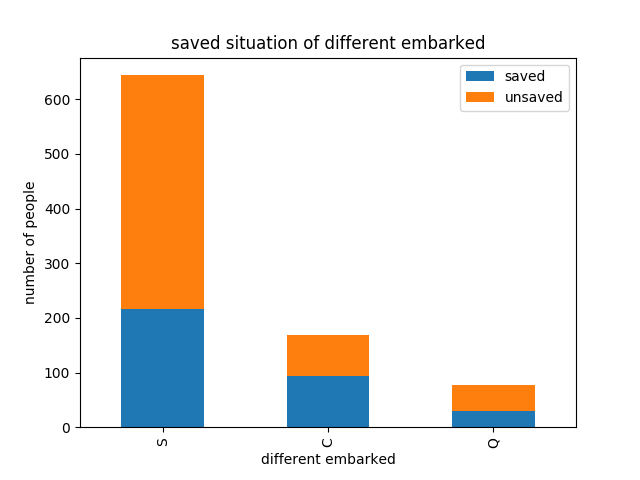 saved situation of different embarked
saved
unsaved
number of people
600
500
400
300
200
100
0
S
C
Q
different embarked